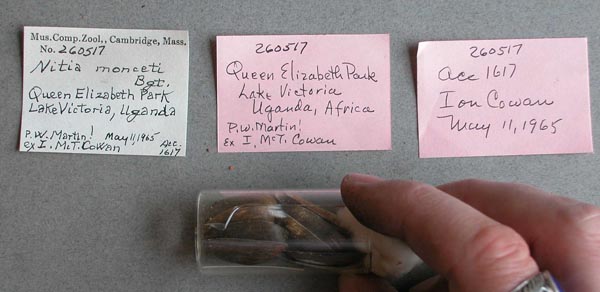 Mus.Comp.Zool., Cambridge, Mass.
No. 260517
Nitia monceti
Bgt.
Queen Elizabeth Park
Lake Victoria, Uganda
P.W. Martin! May 11, 1965
ex I. McT. Cowan Acc.
1617
260517
Queen Elizabeth Park
Lake Victoria
Uganda, Africa
P.W. Martin!
Ex I. McT. Cowan
260517
Acc 1617
Ian Cowan
May 11, 1965